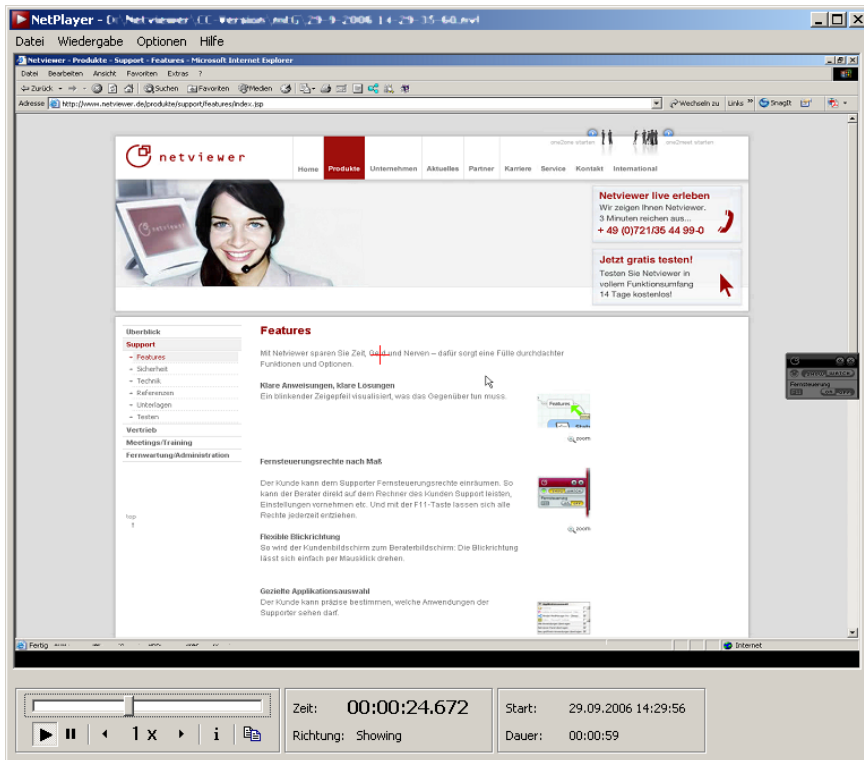 NetPlayer - D:\Netviewer\CC-Version\
Datei Wiedergabe Optionen Hilfe
Netviewer - Produkte - Support - Features - Microsoft Internet Explorer
Datei Bearbeiten Ansicht Favoriten Extras ?
Zurück Suchen Favoriten Medien
Adresse http://www.netviewer.de/produkte/support/features/index.jsp Wechseln zu Links » SnagIt
one2one starten one2meet starten
netviewer
Home Produkte Unternehmen Aktuelles Partner Karriere Service Kontakt International
netviewer
Netviewer live erleben
Wir zeigen Ihnen Netviewer.
3 Minuten reichen aus...
+ 49 (0)721/35 44 99-0
Jetzt gratis testen!
Testen Sie Netviewer in
vollem Funktionsumfang
14 Tage kostenlos!
Überblick
Support
- Features
- Sicherheit
- Technik
- Referenzen
- Unterlagen
- Testen
Vertrieb
Meetings/Training
Fernwartung/Administration
top
Features
Mit Netviewer sparen Sie Zeit, Geld und Nerven – dafür sorgt eine Fülle durchdachter
Funktionen und Optionen.
Klare Anweisungen, klare Lösungen
Ein blinkender Zeigepfeil visualisiert, was das Gegenüber tun muss.
Features
zoom
Fernsteuerungsrechte nach Maß
Der Kunde kann dem Supporter Fernsteuerungsrechte einräumen. So
kann der Berater direkt auf dem Rechner des Kunden Support leisten,
Einstellungen vornehmen etc. Und mit der F11-Taste lassen sich alle
Rechte jederzeit entziehen.
zoom
Flexible Blickrichtung
So wird der Kundenbildschirm zum Beraterbildschirm: Die Blickrichtung
lässt sich einfach per Mausklick drehen.
Gezielte Applikationsauswahl
Der Kunde kann präzise bestimmen, welche Anwendungen der
Supporter sehen darf.
Fernsteuerung
Fertig Internet
1 x
Zeit: 00:00:24.672
Richtung: Showing
Start: 29.09.2006 14:29:56
Dauer: 00:00:59